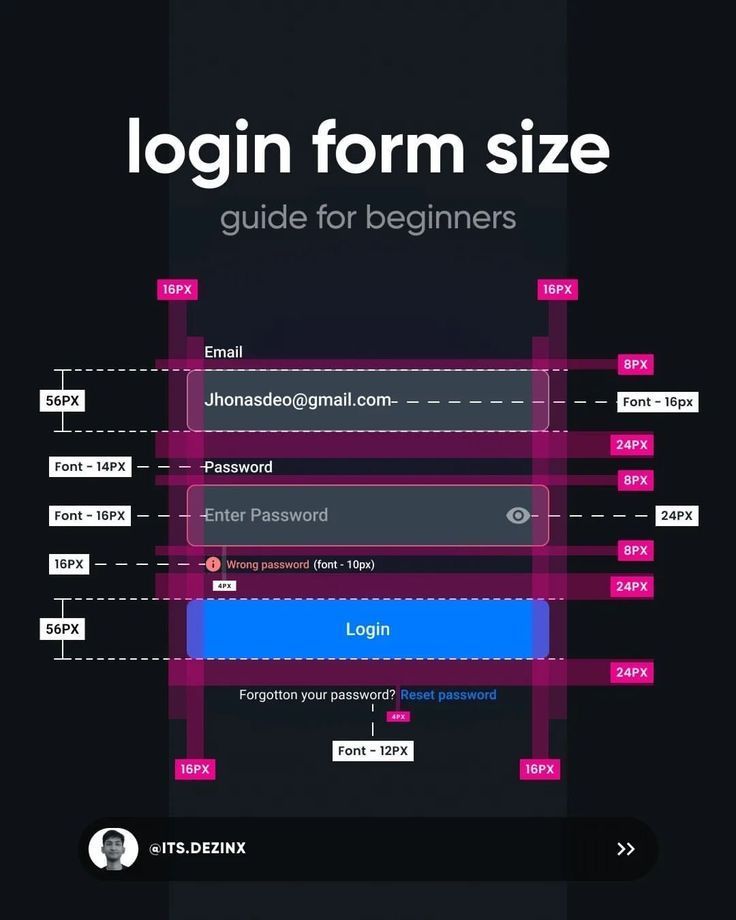 login form size
guide for beginners
16PX 16PX
Email
8PX
56PX Jhonasdeo@gmail.com Font - 16px
24PX
Font - 14PX Password
8PX
Font - 16PX Enter Password 24PX
8PX
16PX Wrong password (font - 10px)
4PX 24PX
56PX Login
24PX
Forgotton your password? Reset password
4PX
Font - 12PX
16PX 16PX
@ITS.DEZINX